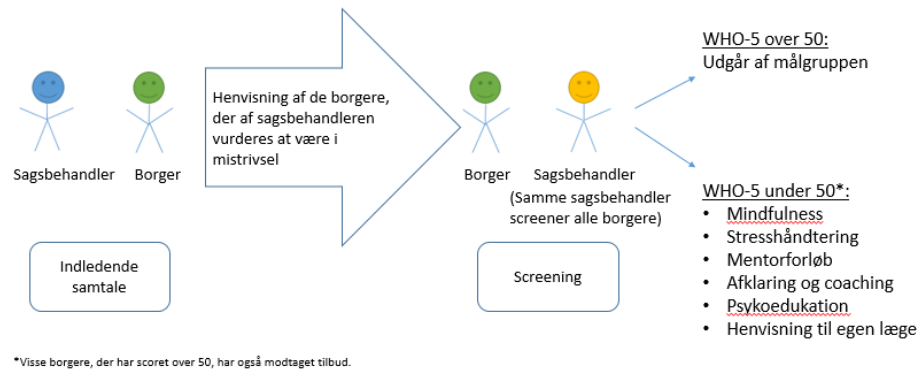 Sagsbehandler
Borger
Indledende
samtale
Henvisning af de borgere,
der af sagsbehandleren
vurderes at være i
mistrivsel
Borger
Sagsbehandler
(Samme sagsbehandler
screener alle borgere)
Screening
WHO-5 over 50:
Udgår af målgruppen
WHO-5 under 50*:
• Mindfulness
• Stresshåndtering
• Mentorforløb
• Afklaring og coaching
• Psykoedukation
• Henvisning til egen læge
*Visse borgere, der har scoret over 50, har også modtaget tilbud.